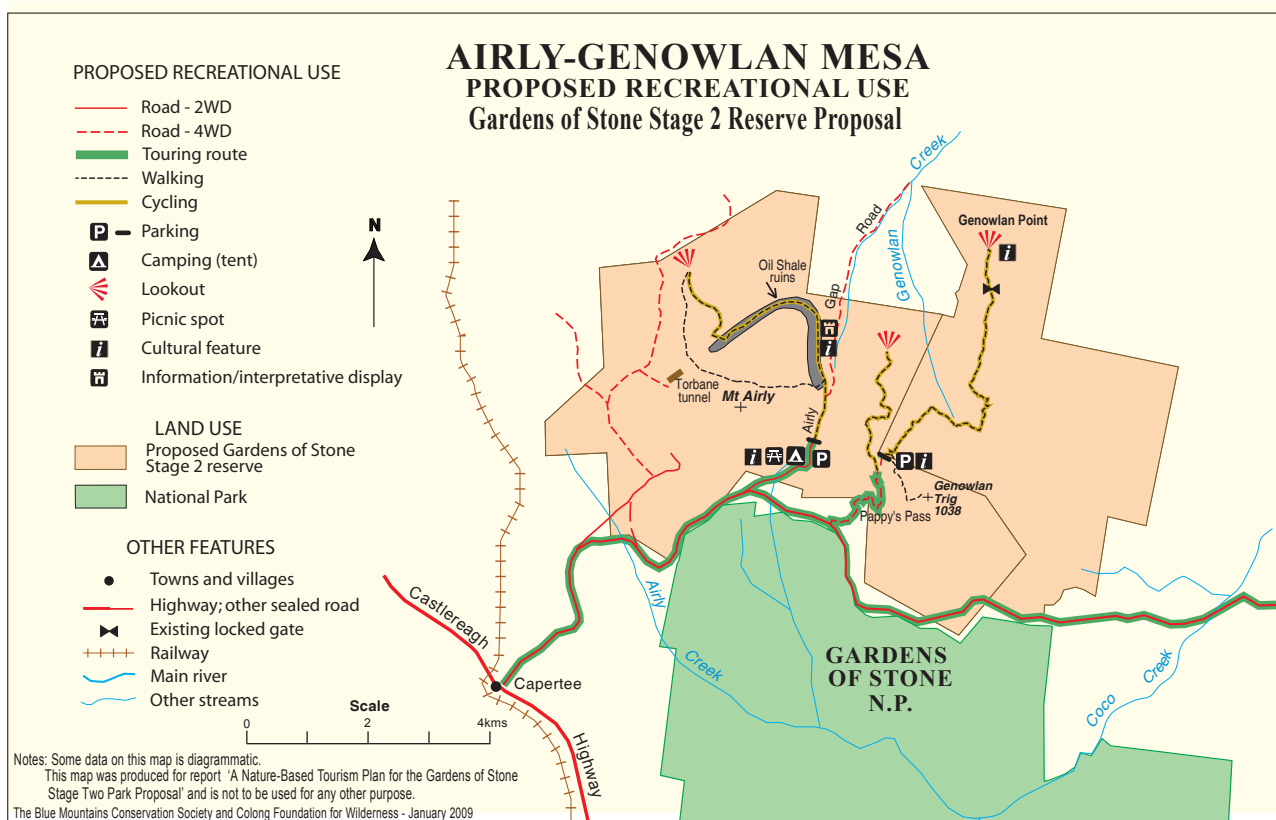 AIRLY-GENOWLAN MESA
PROPOSED RECREATIONAL USE
Gardens of Stone Stage 2 Reserve Proposal
PROPOSED RECREATIONAL USE
Road - 2WD
Road - 4WD
Touring route
Walking
Cycling
P Parking
Camping (tent)
Lookout
Picnic spot
i Cultural feature
Information/interpretative display
LAND USE
Proposed Gardens of Stone
Stage 2 reserve
National Park
OTHER FEATURES
Towns and villages
Highway; other sealed road
Existing locked gate
Railway
Main river
Other streams
N
Creek
Road
Genowlan
Gap
Genowlan Point
i
Oil Shale
ruins
i
Torbane
tunnel
Mt Airly
Airly
i
P
P i
Genowlan
Trig
1038
Pappy's Pass
Airly
Creek
Castlereagh
Capertee
Highway
GARDENS
OF STONE
N.P.
Coco
Creek
Scale
0 2 4kms
Notes: Some data on this map is diagrammatic.
This map was produced for report 'A Nature-Based Tourism Plan for the Gardens of Stone
Stage Two Park Proposal' and is not to be used for any other purpose.
The Blue Mountains Conservation Society and Colong Foundation for Wilderness - January 2009